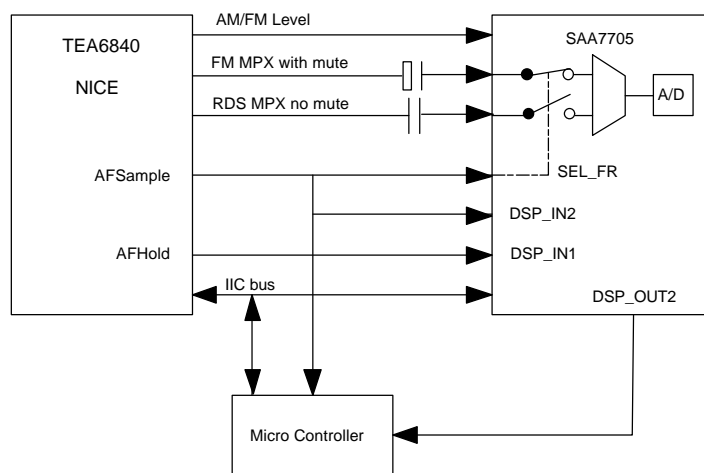 AM/FM Level
TEA6840
NICE
SAA7705
FM MPX with mute
A/D
RDS MPX no mute
AFSample
SEL_FR
DSP_IN2
AFHold
DSP_IN1
IIC bus
DSP_OUT2
Micro Controller